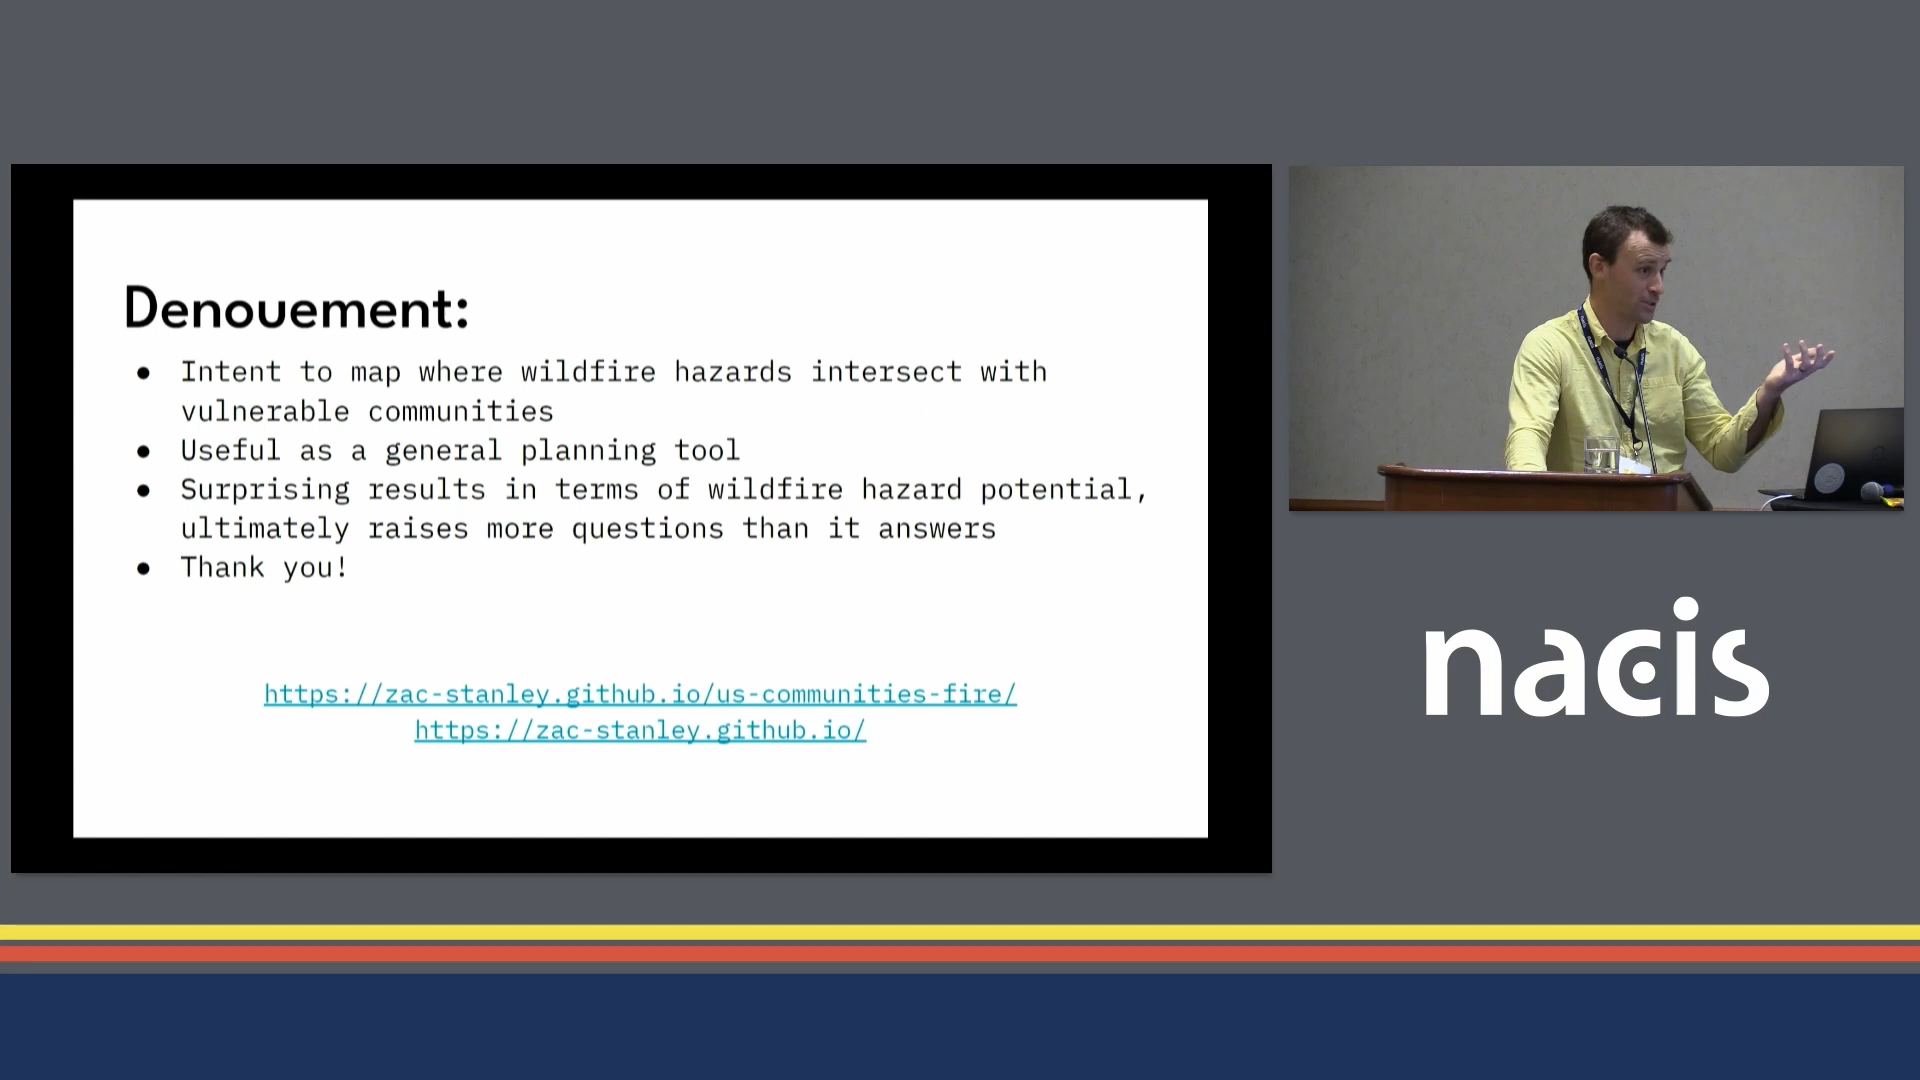 Denouement:
● Intent to map where wildfire hazards intersect with
vulnerable communities
● Useful as a general planning tool
● Surprising results in terms of wildfire hazard potential,
ultimately raises more questions than it answers
● Thank you!
https://zac-stanley.github.io/us-communities-fire/
https://zac-stanley.github.io/
nacis